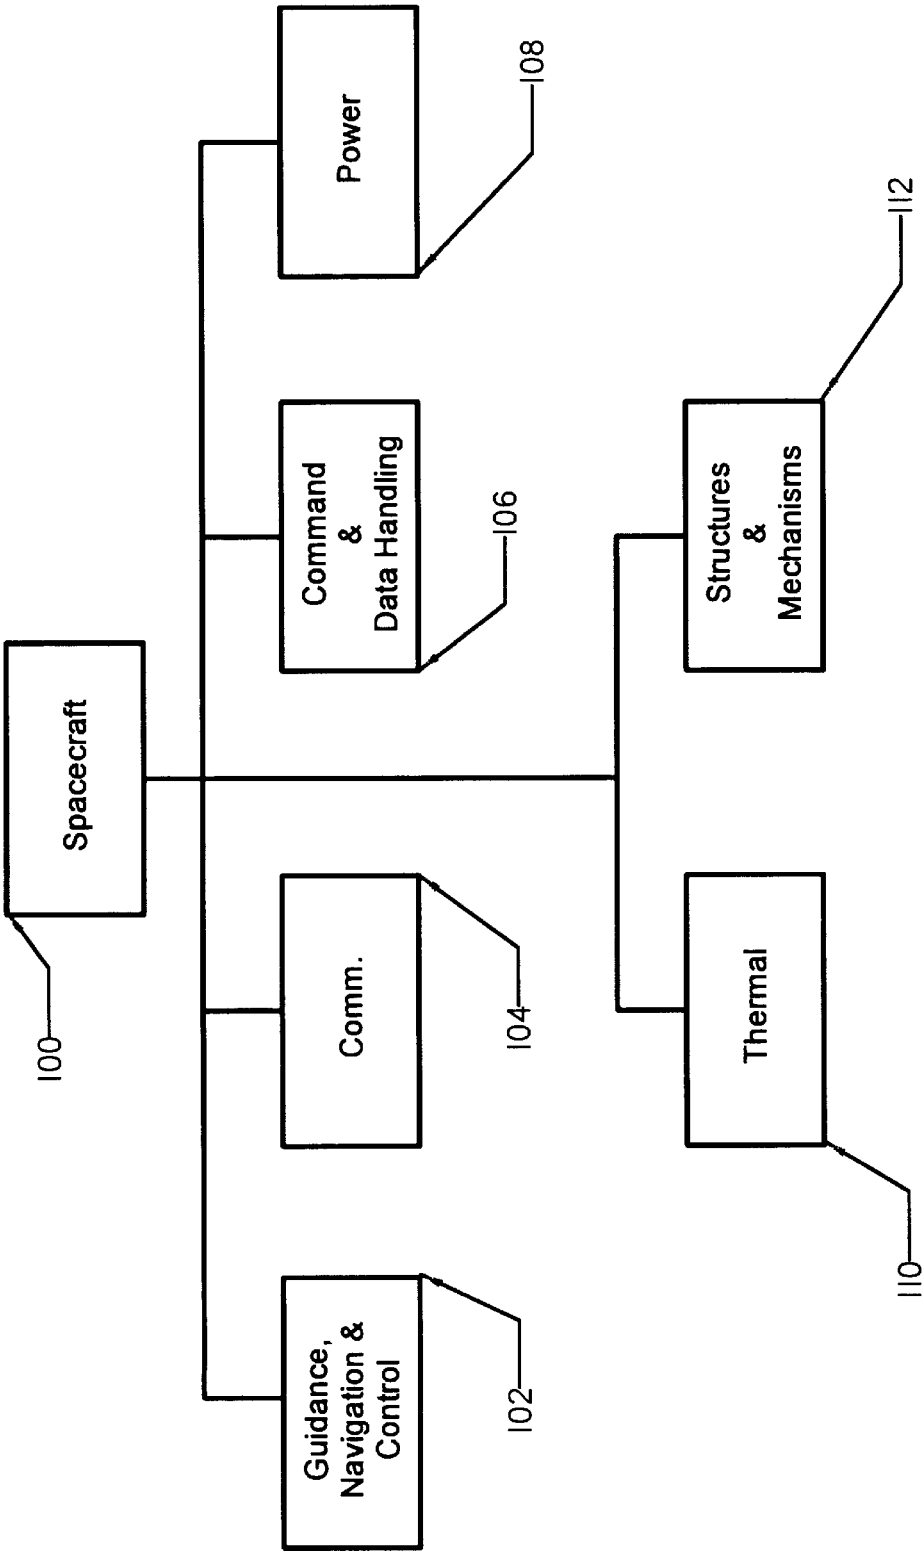 Spacecraft
100
Guidance,
Navigation &
Control
102
Comm.
104
Command
&
Data Handling
106
Power
108
Thermal
110
Structures
&
Mechanisms
112